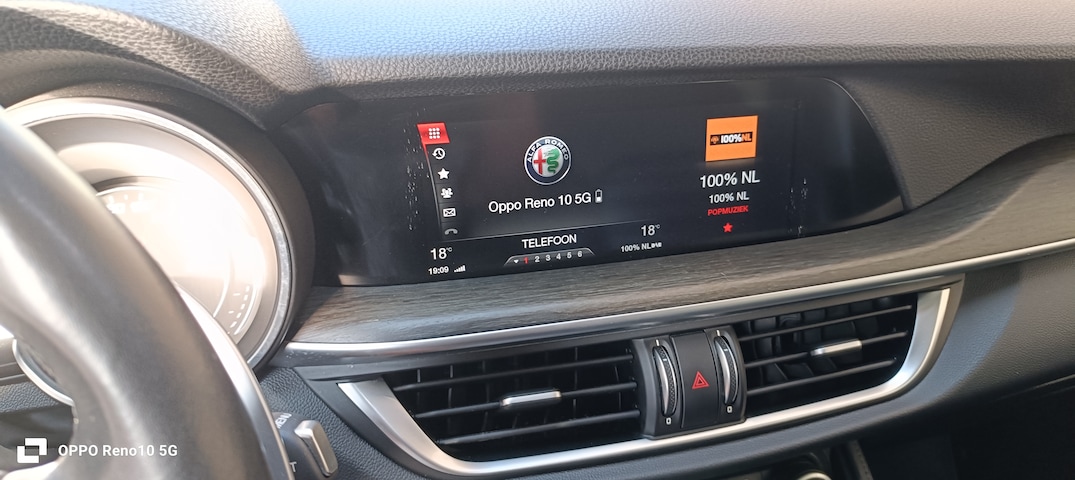 ALFA ROMEO
Oppo Reno 10 5G
100%NL
100% NL
100% NL
POPMUZIEK
18°C
TELEFOON
18°C
19:09
1 2 3 4 5 6
100% NL DAB
OPPO Reno10 5G